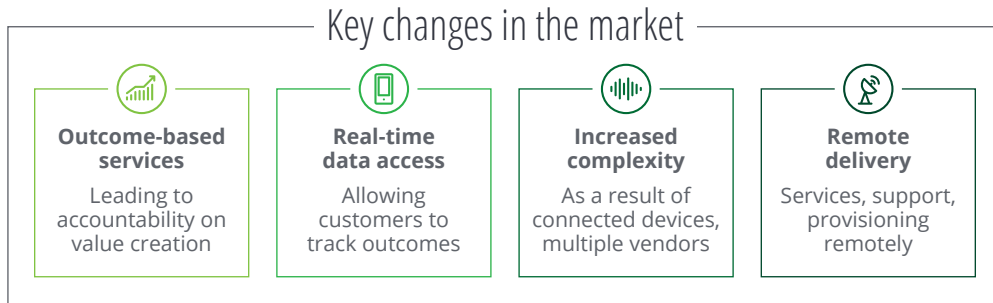 Key changes in the market
Outcome-based
services
Leading to
accountability on
value creation
Real-time
data access
Allowing
customers to
track outcomes
Increased
complexity
As a result of
connected devices,
multiple vendors
Remote
delivery
Services, support,
provisioning
remotely